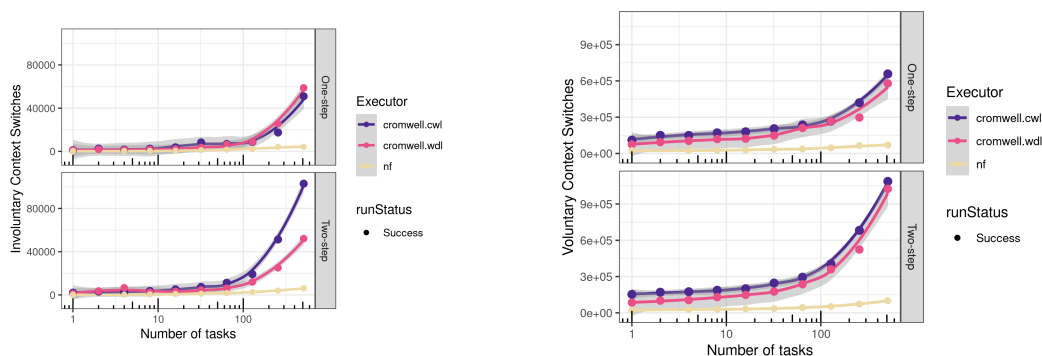 Involuntary Context Switches
80000
40000
0
One-step
80000
40000
0
Two-step
1
10
100
Number of tasks
Executor
cromwell.cwl
cromwell.wdl
nf
runStatus
Success
Voluntary Context Switches
9e+05
6e+05
3e+05
0e+00
One-step
9e+05
6e+05
3e+05
0e+00
Two-step
1
10
100
Number of tasks
Executor
cromwell.cwl
cromwell.wdl
nf
runStatus
Success